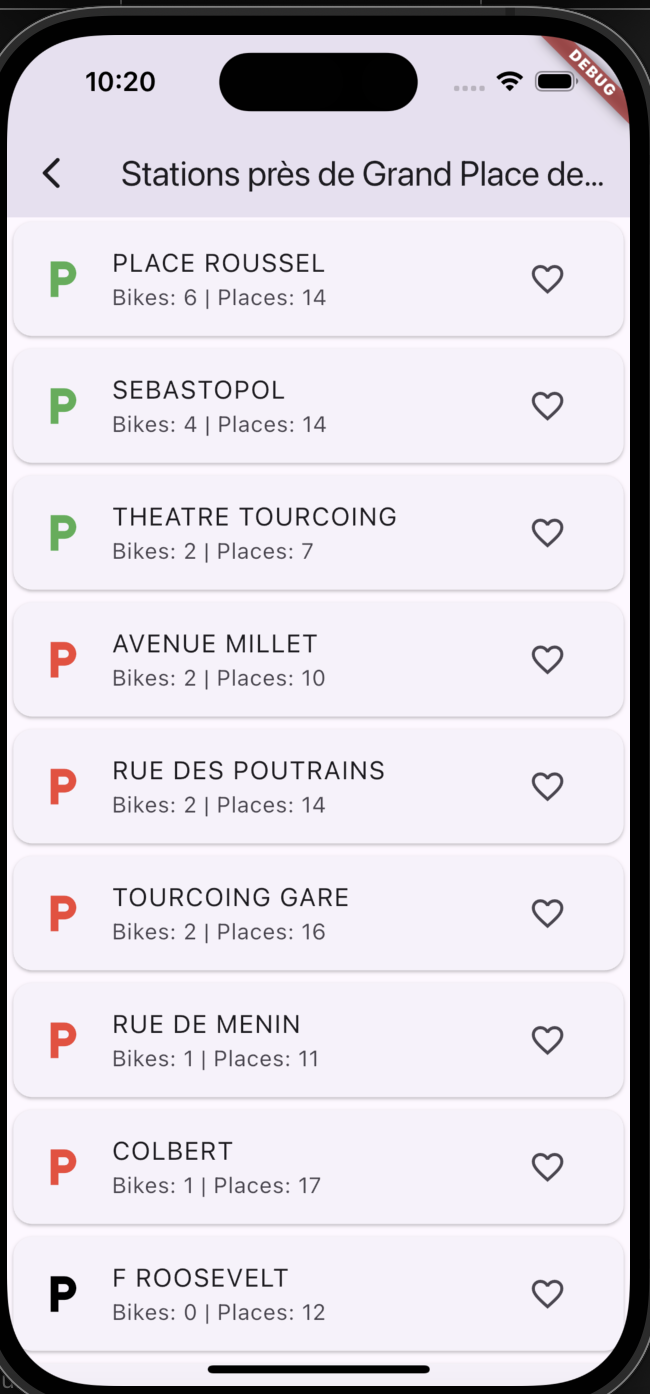 10:20
DEBUG
Stations près de Grand Place de...
P
PLACE ROUSSEL
Bikes: 6 | Places: 14
P
SEBASTOPOL
Bikes: 4 | Places: 14
P
THEATRE TOURCOING
Bikes: 2 | Places: 7
P
AVENUE MILLET
Bikes: 2 | Places: 10
P
RUE DES POUTRAINS
Bikes: 2 | Places: 14
P
TOURCOING GARE
Bikes: 2 | Places: 16
P
RUE DE MENIN
Bikes: 1 | Places: 11
P
COLBERT
Bikes: 1 | Places: 17
P
F ROOSEVELT
Bikes: 0 | Places: 12